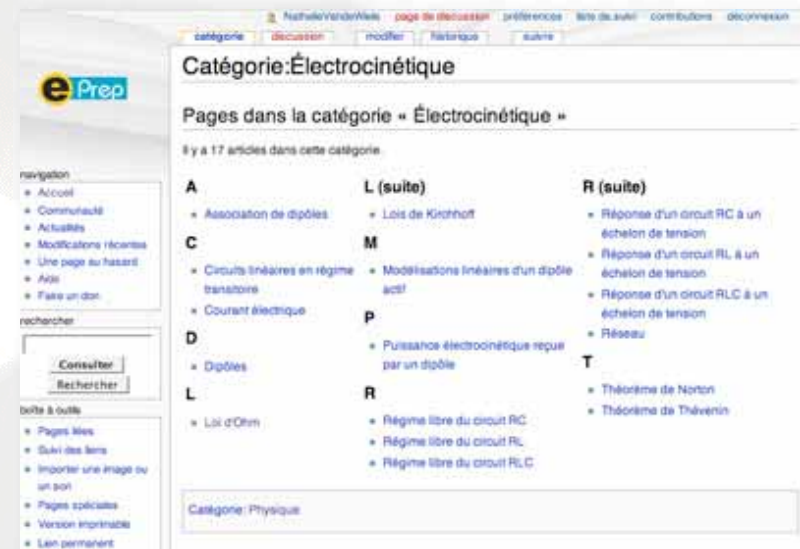 NathalieVanderWiele page de discussion préférences liste de suivi contributions déconnexion
catégorie discussion modifier historique suivre
e Prep
Catégorie:Électrocinétique
Pages dans la catégorie « Électrocinétique »
Il y a 17 articles dans cette catégorie.
navigation
Accueil
Communauté
Actualités
Modifications récentes
Une page au hasard
Aide
Faire un don
rechercher
Consulter
Rechercher
boîte à outils
Pages liées
Suivi des liens
Importer une image ou
un son
Pages spéciales
Version imprimable
Lien permanent
A
Association de dipôles
C
Circuits linéaires en régime
transitoire
Courant électrique
D
Dipôles
L
Loi d'Ohm
L (suite)
Lois de Kirchhoff
M
Modélisations linéaires d'un dipôle
actif
P
Puissance électrocinétique reçue
par un dipôle
R
Régime libre du circuit RC
Régime libre du circuit RL
Régime libre du circuit RLC
R (suite)
Réponse d'un circuit RC à un
échelon de tension
Réponse d'un circuit RL à un
échelon de tension
Réponse d'un circuit RLC à un
échelon de tension
Réseau
T
Théorème de Norton
Théorème de Thévenin
Catégorie: Physique